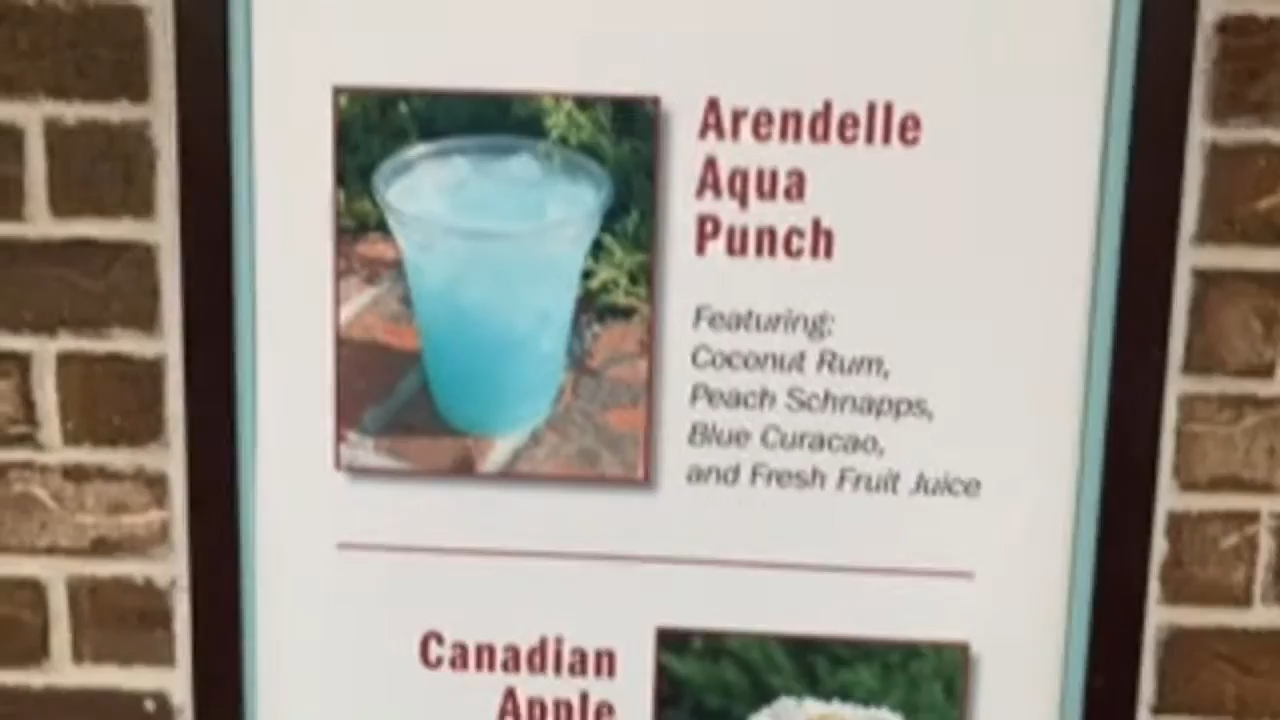 Arendelle
Aqua
Punch
Featuring:
Coconut Rum,
Peach Schnapps,
Blue Curacao,
and Fresh Fruit Juice
Canadian
Apple